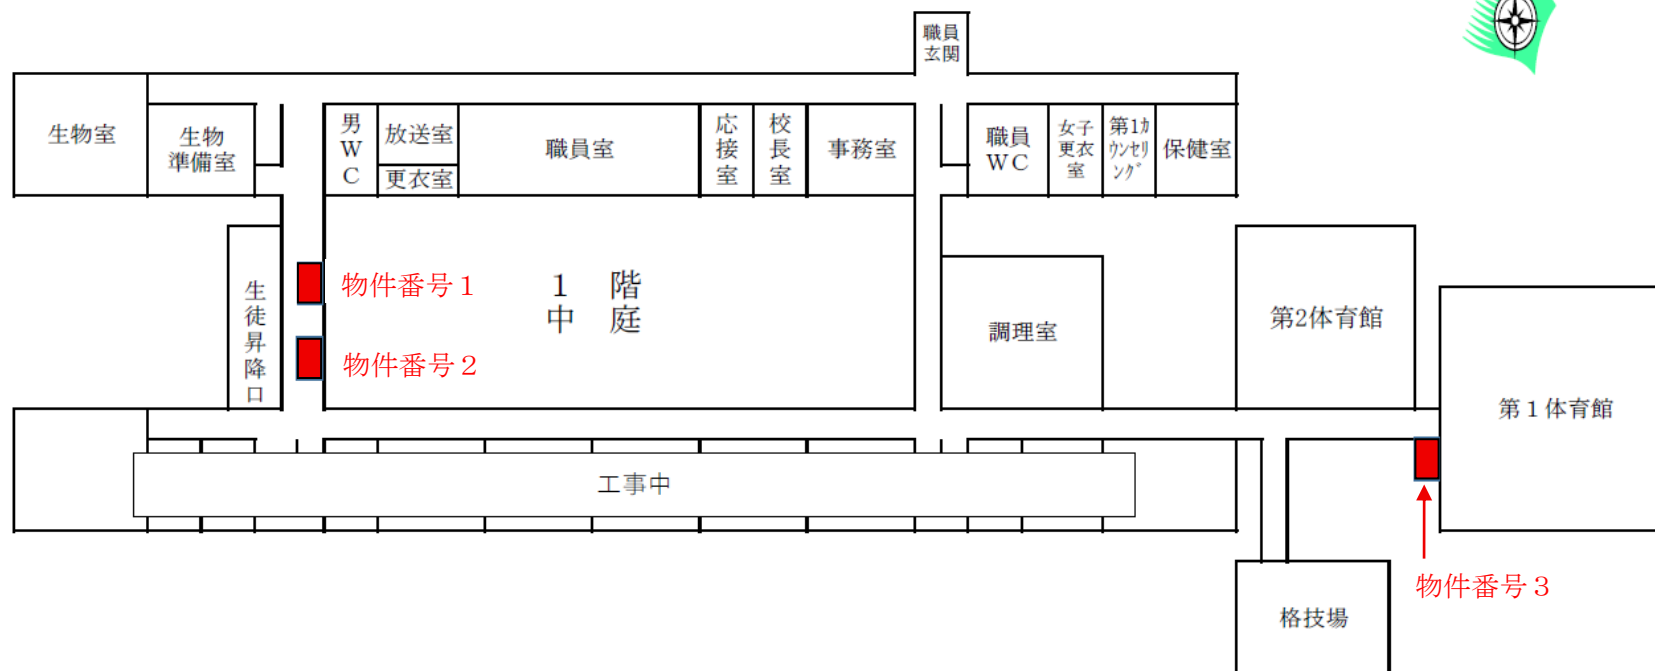 職員
玄関
生物室
生物
準備室
男WC
放送室
更衣室
職員室
応接室
校長室
事務室
職員
WC
女子
更衣
室
第1カ
ウンセリ
ング
保健室
生徒昇降口
物件番号１
物件番号２
１ 階
中 庭
調理室
第2体育館
第１体育館
工事中
物件番号３
格技場